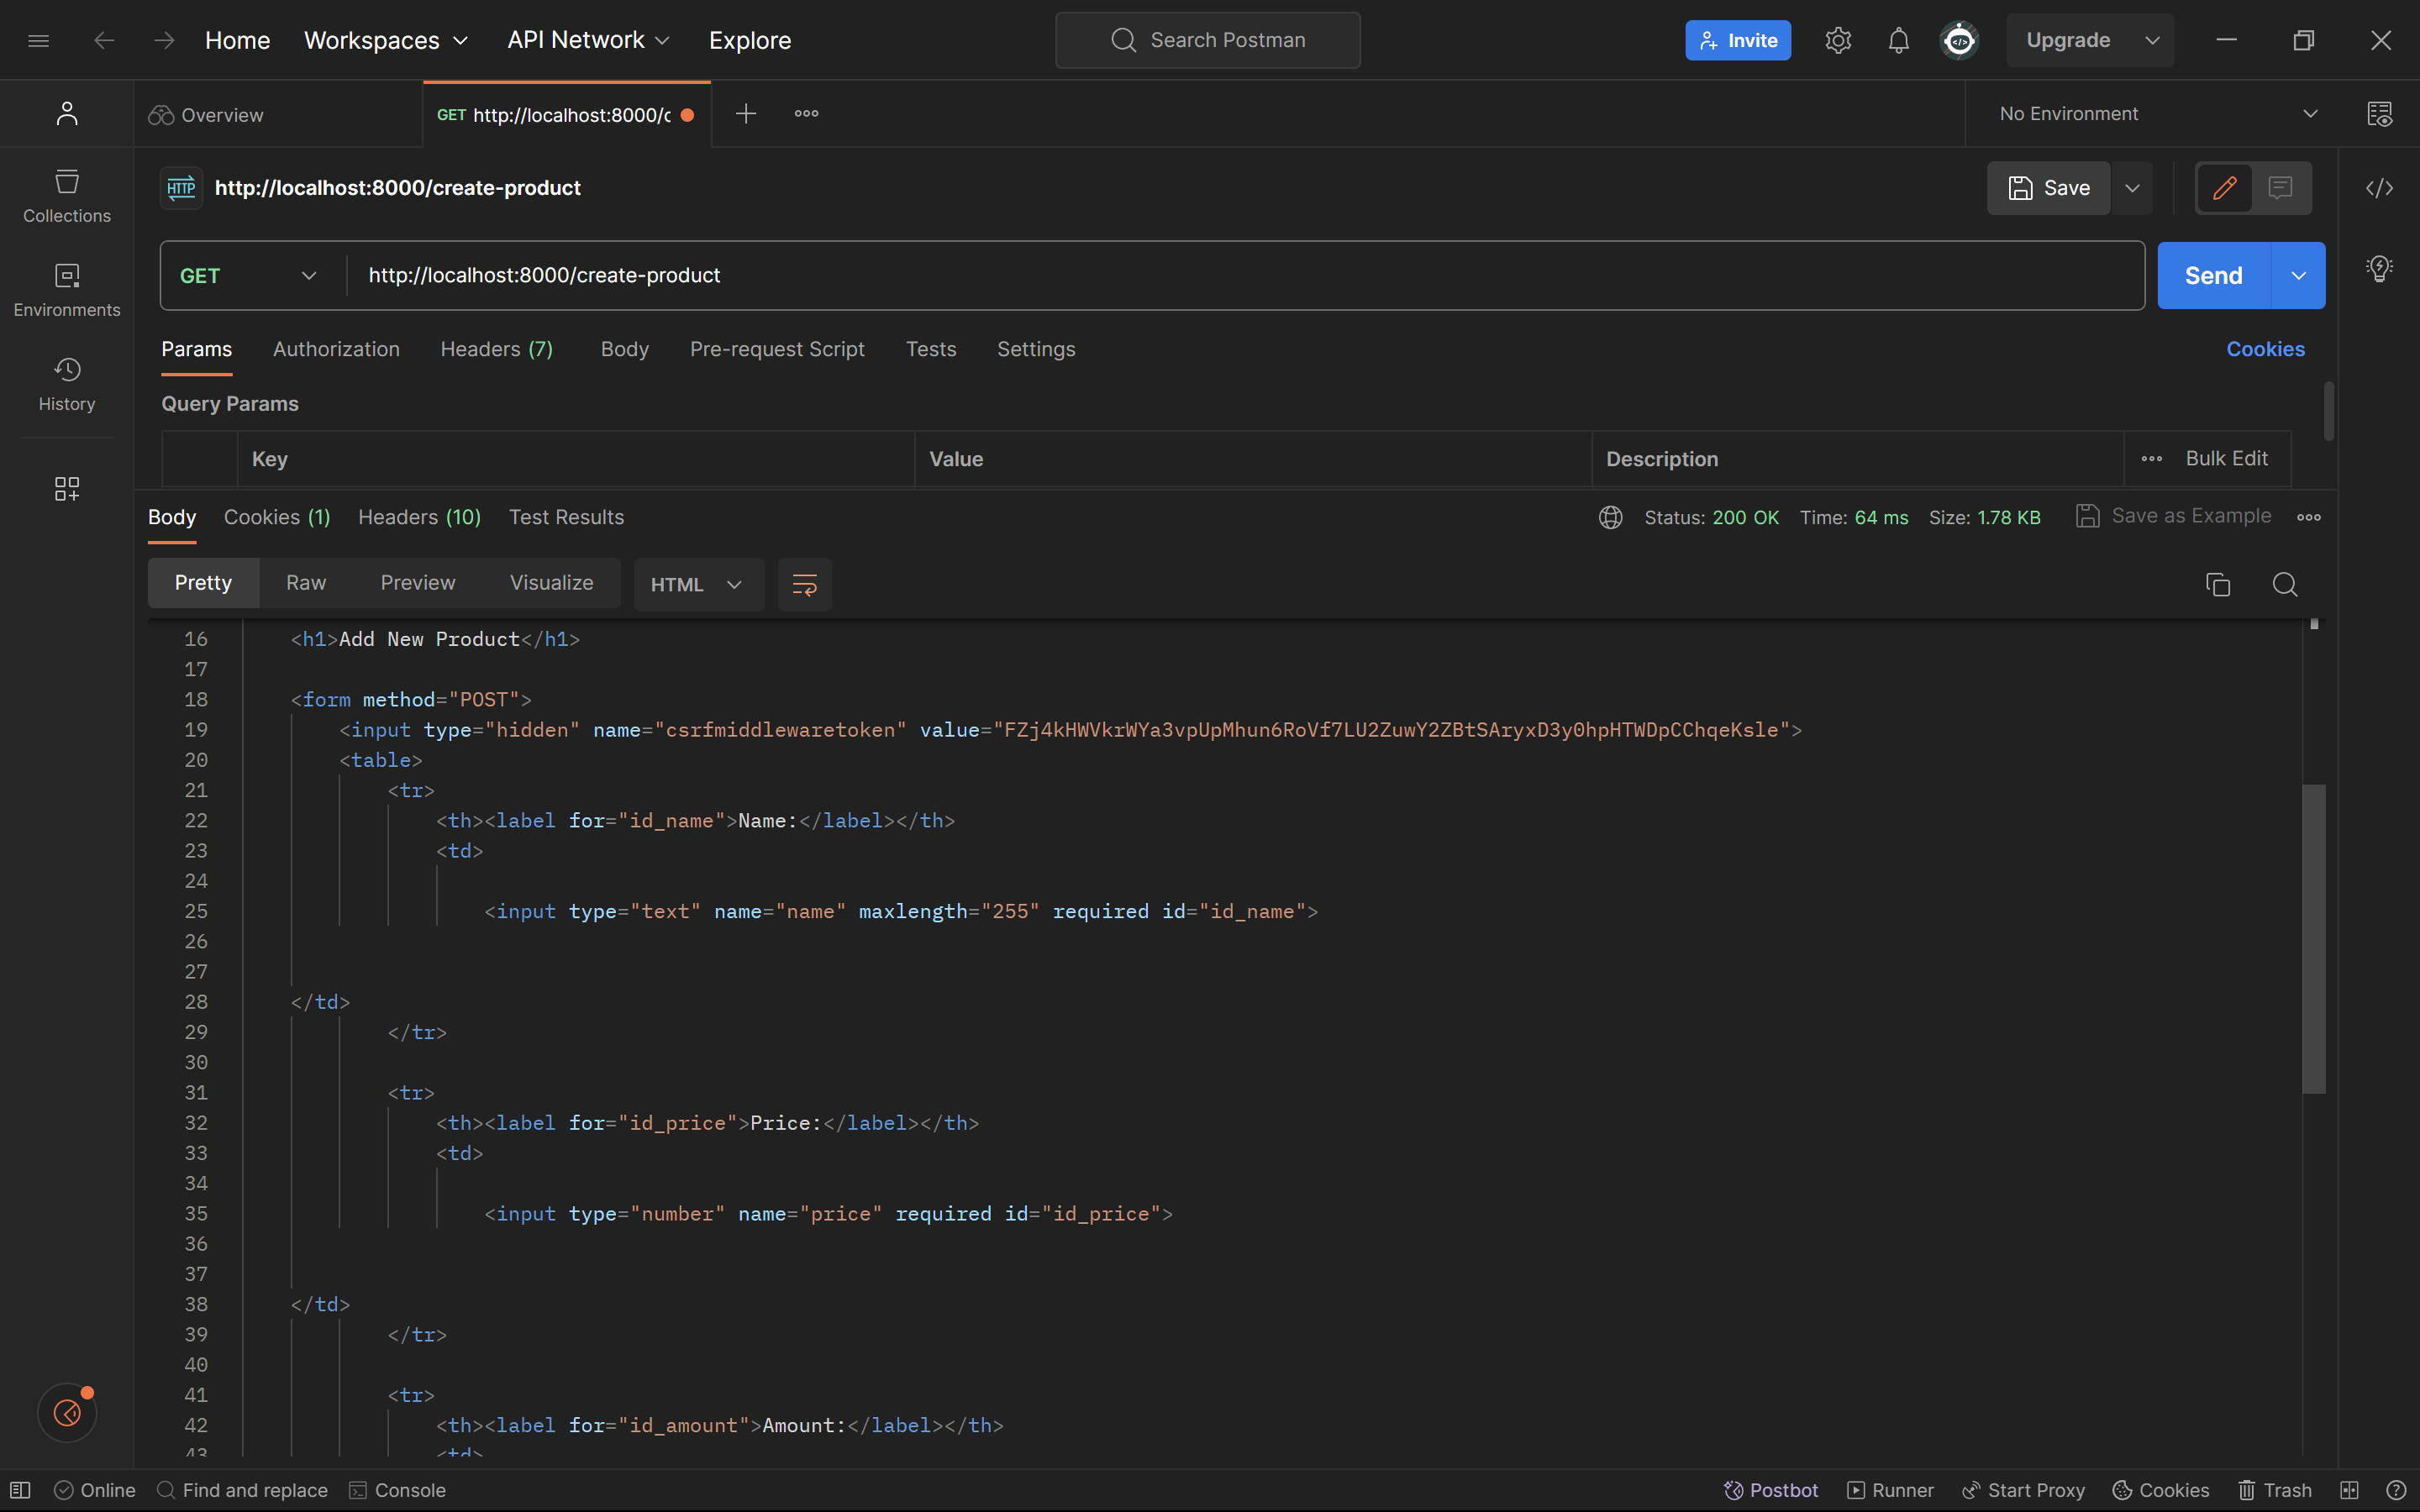 Home Workspaces API Network Explore Search Postman Invite Upgrade
Overview GET http://localhost:8000/c No Environment
HTTP http://localhost:8000/create-product Save
Collections
Environments
History
GET http://localhost:8000/create-product Send
Params Authorization Headers (7) Body Pre-request Script Tests Settings Cookies
Query Params
Key Value Description Bulk Edit
Body Cookies (1) Headers (10) Test Results Status: 200 OK Time: 64 ms Size: 1.78 KB Save as Example
Pretty Raw Preview Visualize HTML
16 <h1>Add New Product</h1>
17
18 <form method="POST">
19 <input type="hidden" name="csrfmiddlewaretoken" value="FZj4kHWVkrWYa3vpUpMhun6RoVf7LU2ZuwY2ZBtSAryxD3y0hpHTWDpCChqeKsle">
20 <table>
21 <tr>
22 <th><label for="id_name">Name:</label></th>
23 <td>
24
25 <input type="text" name="name" maxlength="255" required id="id_name">
26
27
28 </td>
29 </tr>
30
31 <tr>
32 <th><label for="id_price">Price:</label></th>
33 <td>
34
35 <input type="number" name="price" required id="id_price">
36
37
38 </td>
39 </tr>
40
41 <tr>
42 <th><label for="id_amount">Amount:</label></th>
43 <td>
Online Find and replace Console Postbot Runner Start Proxy Cookies Trash